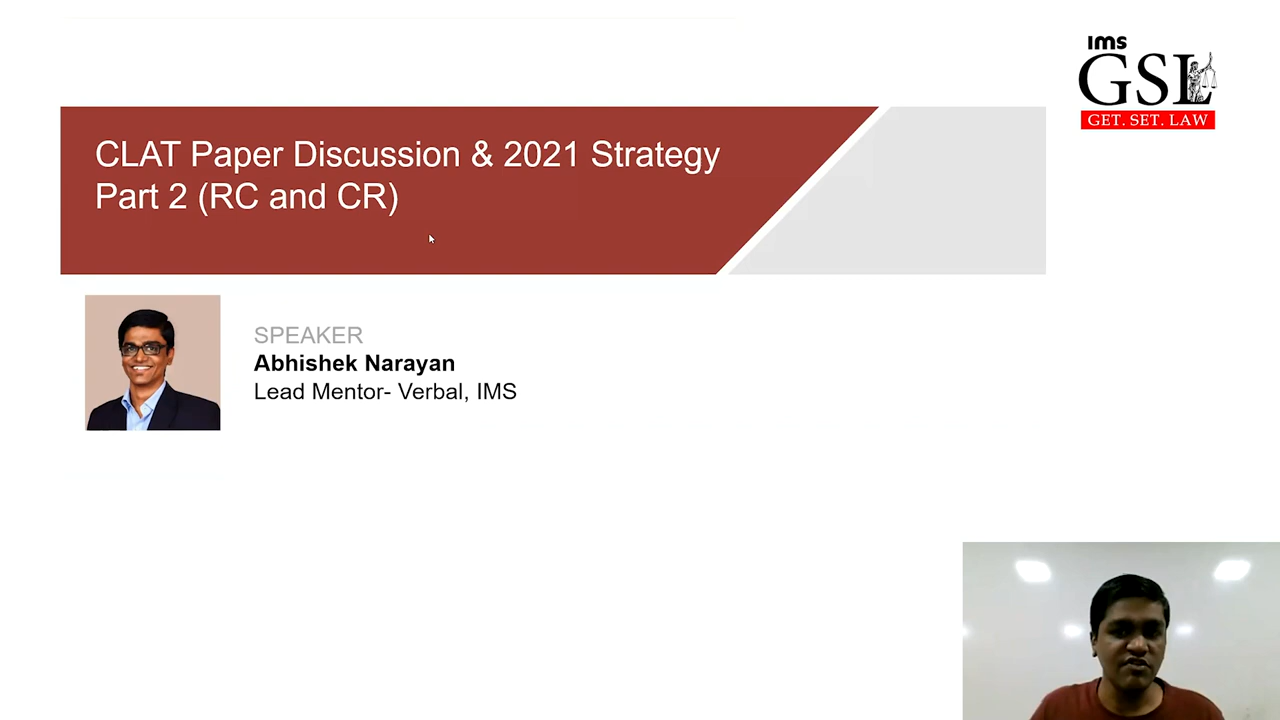 IMS
GSL
GET. SET. LAW
CLAT Paper Discussion & 2021 Strategy
Part 2 (RC and CR)
SPEAKER
Abhishek Narayan
Lead Mentor- Verbal, IMS